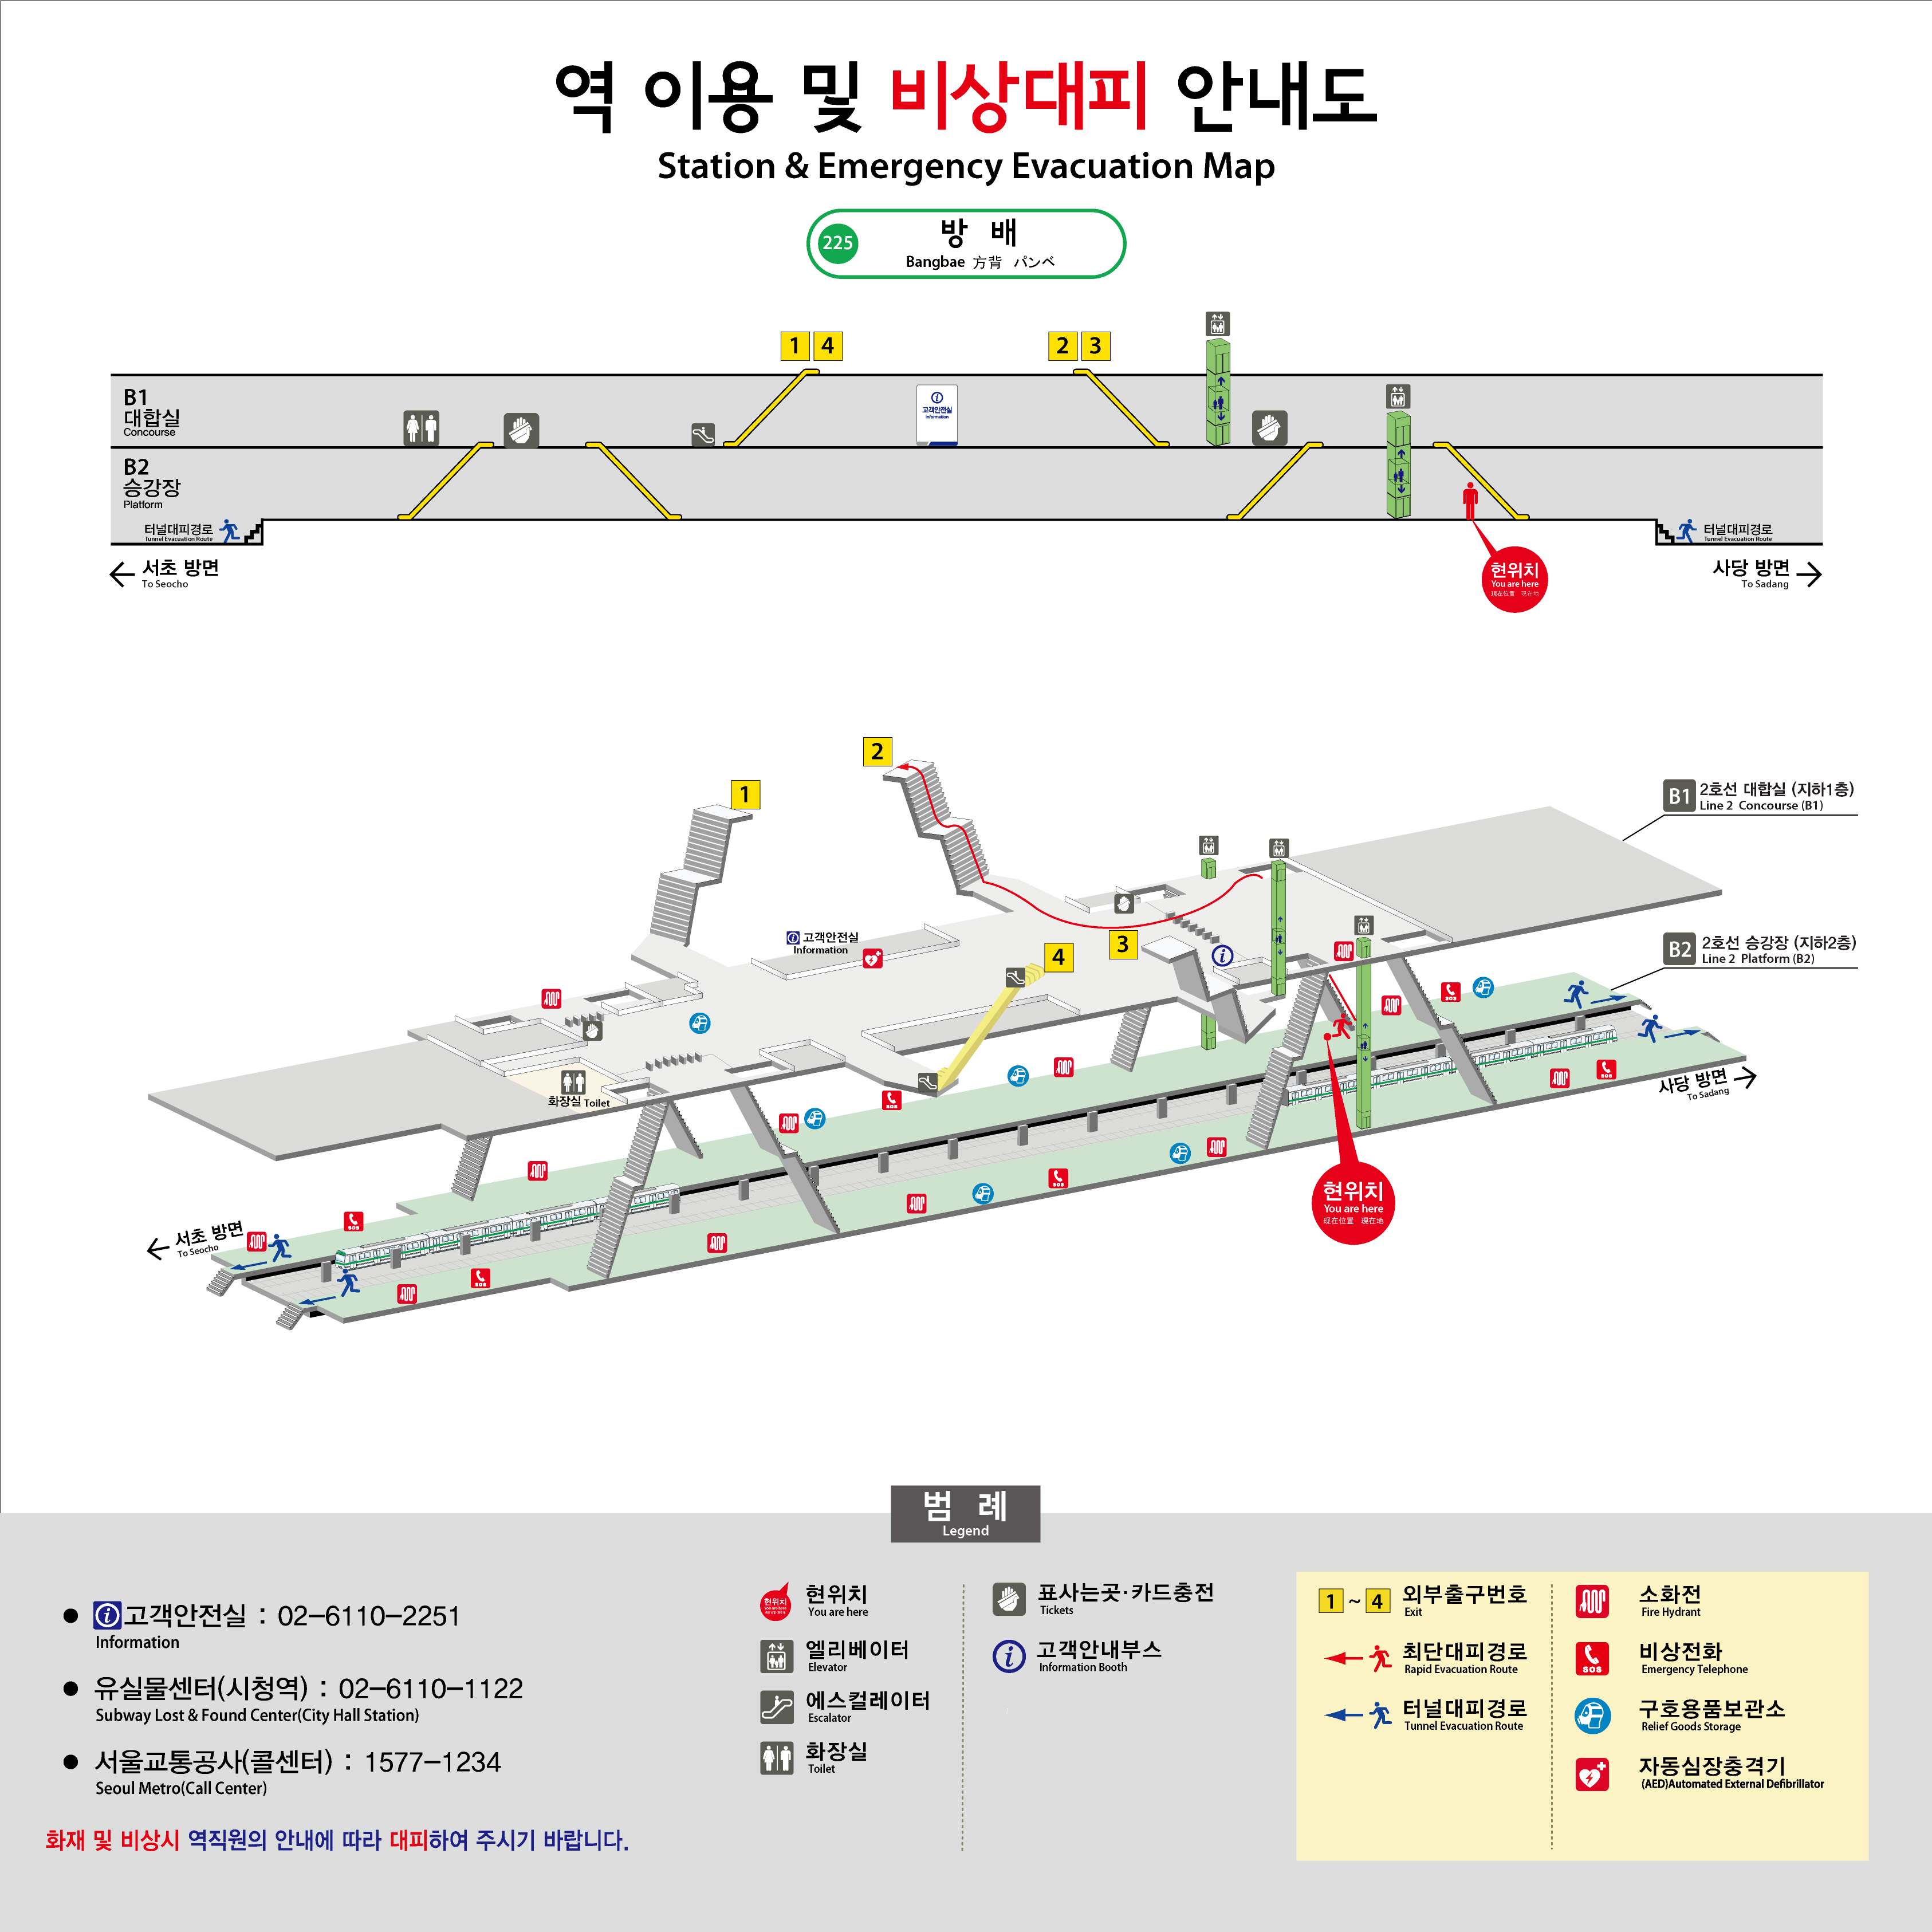 역 이용 및 비상대피 안내도
Station & Emergency Evacuation Map
225
방 배
Bangbae 方背 パンベ
1 4
2 3
B1
대합실
Concourse
고객안전실
Information
B2
승강장
Platform
터널대피경로
Tunnel Evacuation Route
터널대피경로
Tunnel Evacuation Route
서초 방면
To Seocho
사당 방면
To Sadang
현위치
You are here
现在位置 現在地
2
1
B1 2호선 대합실 (지하1층)
Line 2 Concourse (B1)
고객안전실
Information
3
4
B2 2호선 승강장 (지하2층)
Line 2 Platform (B2)
SOS
화장실 Toilet
SOS
SOS
사당 방면
To Sadang
SOS
현위치
You are here
现在位置 現在地
서초 방면
To Seocho
SOS
SOS
범 례
Legend
고객안전실 : 02-6110-2251
Information
유실물센터(시청역) : 02-6110-1122
Subway Lost & Found Center(City Hall Station)
서울교통공사(콜센터) : 1577-1234
Seoul Metro(Call Center)
화재 및 비상시 역직원의 안내에 따라 대피하여 주시기 바랍니다.
현위치
현위치
You are here
엘리베이터
Elevator
에스컬레이터
Escalator
화장실
Toilet
표사는곳·카드충전
Tickets
고객안내부스
Information Booth
1 ~ 4 외부출구번호
Exit
최단대피경로
Rapid Evacuation Route
터널대피경로
Tunnel Evacuation Route
소화전
Fire Hydrant
SOS
비상전화
Emergency Telephone
구호용품보관소
Relief Goods Storage
자동심장충격기
(AED)Automated External Defibrillator